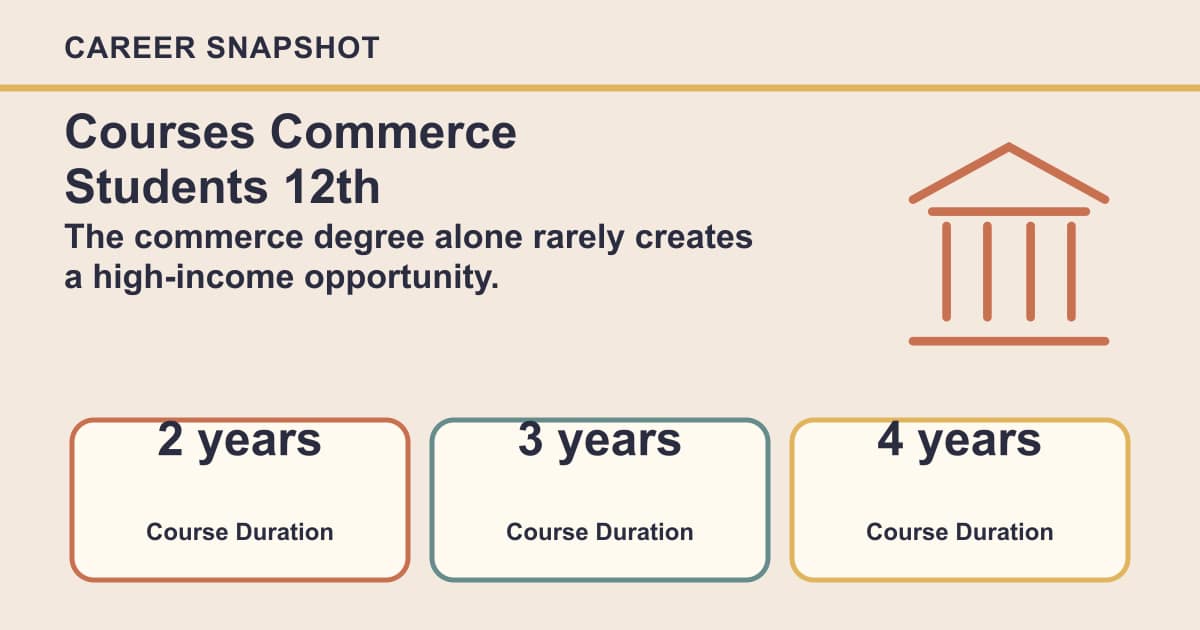 CAREER SNAPSHOT
Courses Commerce
Students 12th
The commerce degree alone rarely creates
a high-income opportunity.
2 years
Course Duration
3 years
Course Duration
4 years
Course Duration